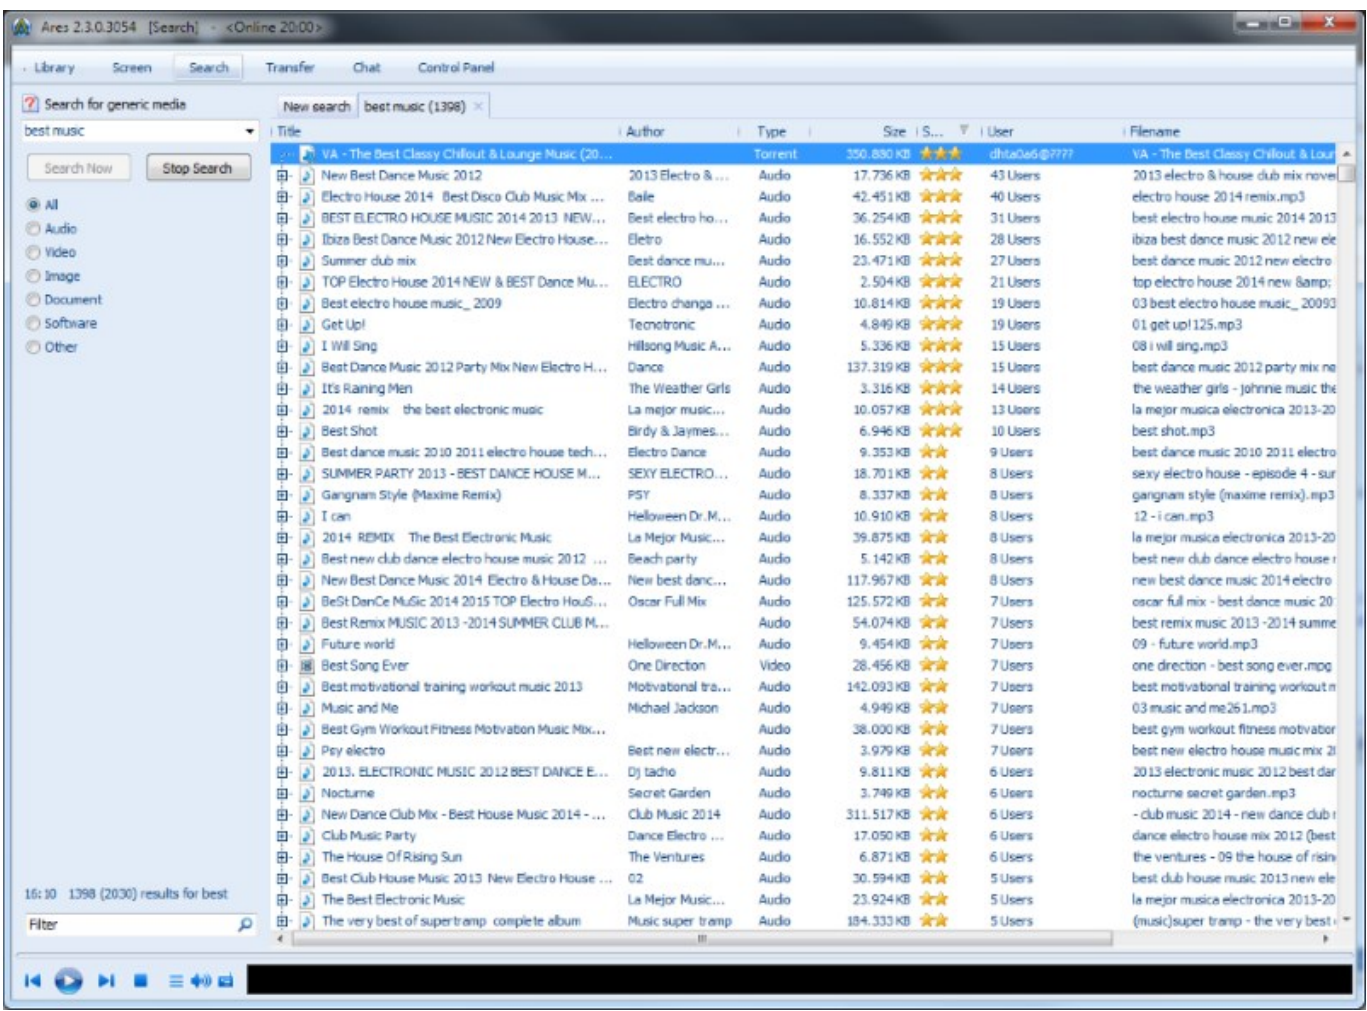 Ares 2.3.0.3054 [Search] - <Online 20:00>
Library Screen Search Transfer Chat Control Panel
Search for generic media
best music
Search Now Stop Search
All
Audio
Video
Image
Document
Software
Other
16:10 1398 (2030) results for best
Filter
New search best music (1398)
Title Author Type Size S... User Filename
VA - The Best Classy Chillout & Lounge Music (20... Torrent 350.880 KB dhta0a6@???? VA - The Best Classy Chillout & Lour
New Best Dance Music 2012 2013 Electro & ... Audio 17.736 KB 43 Users 2013 electro & house club mix nove
Electro House 2014 Best Disco Club Music Mix ... Baile Audio 42.451 KB 40 Users electro house 2014 remix.mp3
BEST ELECTRO HOUSE MUSIC 2014 2013 NEW... Best electro ho... Audio 36.254 KB 31 Users best electro house music 2014 2013
Ibiza Best Dance Music 2012 New Electro House... Eletro Audio 16.552 KB 28 Users ibiza best dance music 2012 new ele
Summer club mix Best dance mu... Audio 23.471 KB 27 Users best dance music 2012 new electro
TOP Electro House 2014 NEW & BEST Dance Mu... ELECTRO Audio 2.504 KB 21 Users top electro house 2014 new &amp;
Best electro house music_ 2009 Electro changa ... Audio 10.814 KB 19 Users 03 best electro house music_ 20093
Get Up! Tecnotronic Audio 4.849 KB 19 Users 01 get up!125.mp3
I Will Sing Hillsong Music A... Audio 5.336 KB 15 Users 08 i will sing.mp3
Best Dance Music 2012 Party Mix New Electro H... Dance Audio 137.319 KB 15 Users best dance music 2012 party mix ne
It's Raining Men The Weather Girls Audio 3.316 KB 14 Users the weather girls - johnnie music the
2014 remix the best electronic music La mejor music... Audio 10.057 KB 13 Users la mejor musica electronica 2013-20
Best Shot Birdy & Jaymes... Audio 6.946 KB 10 Users best shot.mp3
Best dance music 2010 2011 electro house tech... Electro Dance Audio 9.353 KB 9 Users best dance music 2010 2011 electro
SUMMER PARTY 2013 - BEST DANCE HOUSE M... SEXY ELECTRO... Audio 18.701 KB 8 Users sexy electro house - episode 4 - sur
Gangnam Style (Maxime Remix) PSY Audio 8.337 KB 8 Users gangnam style (maxime remix).mp3
I can Helloween Dr.M... Audio 10.910 KB 8 Users 12 - i can.mp3
2014 REMIX The Best Electronic Music La Mejor Music... Audio 39.875 KB 8 Users la mejor musica electronica 2013-20
Best new club dance electro house music 2012 ... Beach party Audio 5.142 KB 8 Users best new club dance electro house r
New Best Dance Music 2014 Electro & House Da... New best danc... Audio 117.967 KB 8 Users new best dance music 2014 electro
BeSt DanCe MuSic 2014 2015 TOP Electro HouS... Oscar Full Mix Audio 125.572 KB 7 Users oscar full mix - best dance music 20
Best Remix MUSIC 2013 -2014 SUMMER CLUB M... Audio 54.074 KB 7 Users best remix music 2013 -2014 summe
Future world Helloween Dr.M... Audio 9.454 KB 7 Users 09 - future world.mp3
Best Song Ever One Direction Video 28.456 KB 7 Users one direction - best song ever.mpg
Best motivational training workout music 2013 Motivational tra... Audio 142.093 KB 7 Users best motivational training workout m
Music and Me Michael Jackson Audio 4.949 KB 7 Users 03 music and me261.mp3
Best Gym Workout Fitness Motivation Music Mix... Audio 38.000 KB 7 Users best gym workout fitness motivation
Psy electro Best new electr... Audio 3.979 KB 7 Users best new electro house music mix 2
2013. ELECTRONIC MUSIC 2012 BEST DANCE E... Dj tacho Audio 9.811 KB 6 Users 2013 electronic music 2012 best dan
Nocturne Secret Garden Audio 3.749 KB 6 Users nocturne secret garden.mp3
New Dance Club Mix - Best House Music 2014 - ... Club Music 2014 Audio 311.517 KB 6 Users - club music 2014 - new dance club r
Club Music Party Dance Electro ... Audio 17.050 KB 6 Users dance electro house mix 2012 (best
The House Of Rising Sun The Ventures Audio 6.871 KB 6 Users the ventures - 09 the house of risin
Best Club House Music 2013 New Electro House ... 02 Audio 30.594 KB 5 Users best club house music 2013 new ele
The Best Electronic Music La Mejor Music... Audio 23.924 KB 5 Users la mejor musica electronica 2013-20
The very best of supertramp complete album Music super tramp Audio 184.333 KB 5 Users (music)super tramp - the very best